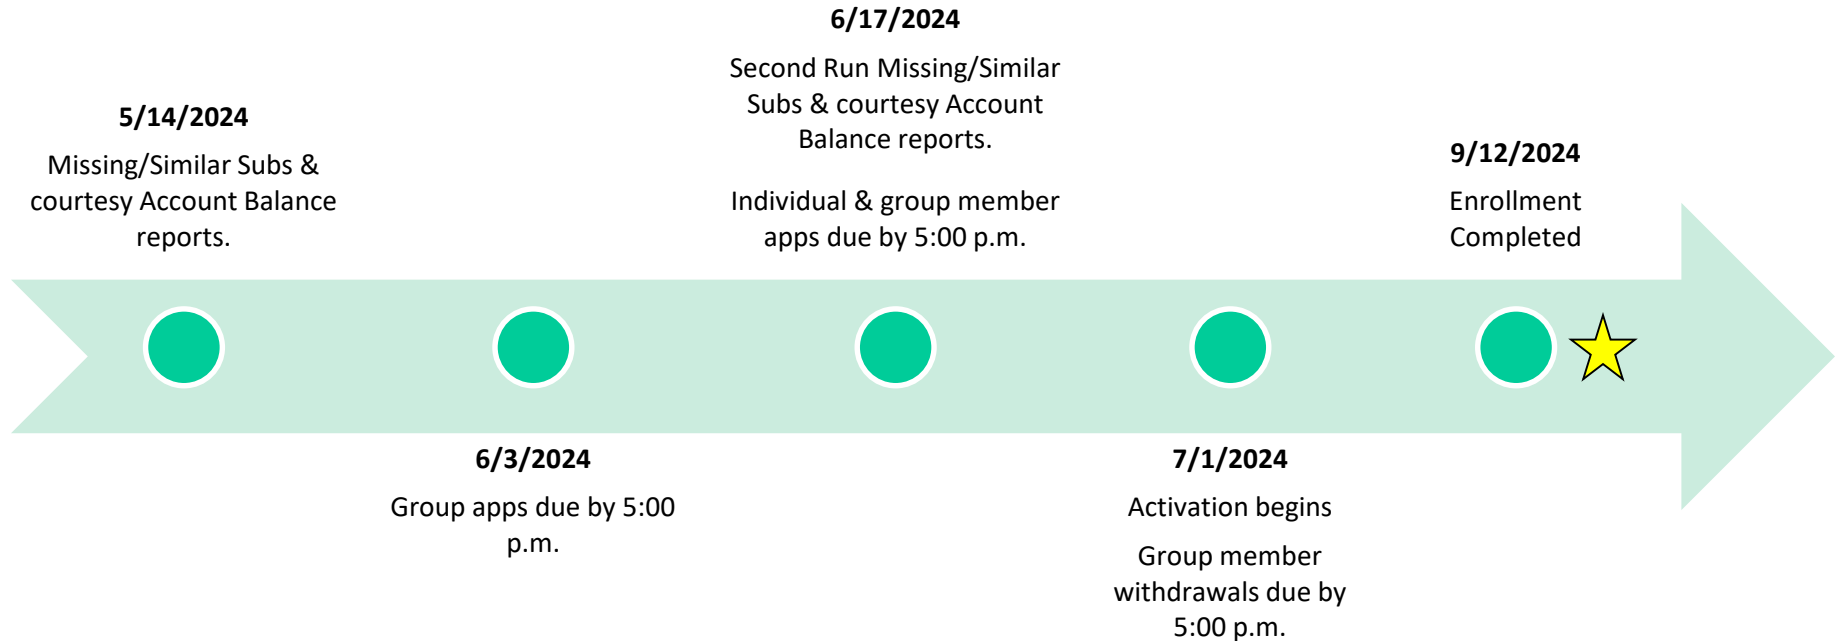 5/14/2024
Missing/Similar Subs &
courtesy Account Balance
reports.
6/3/2024
Group apps due by 5:00
p.m.
6/17/2024
Second Run Missing/Similar
Subs & courtesy Account
Balance reports.
Individual & group member
apps due by 5:00 p.m.
7/1/2024
Activation begins
Group member
withdrawals due by
5:00 p.m.
9/12/2024
Enrollment
Completed